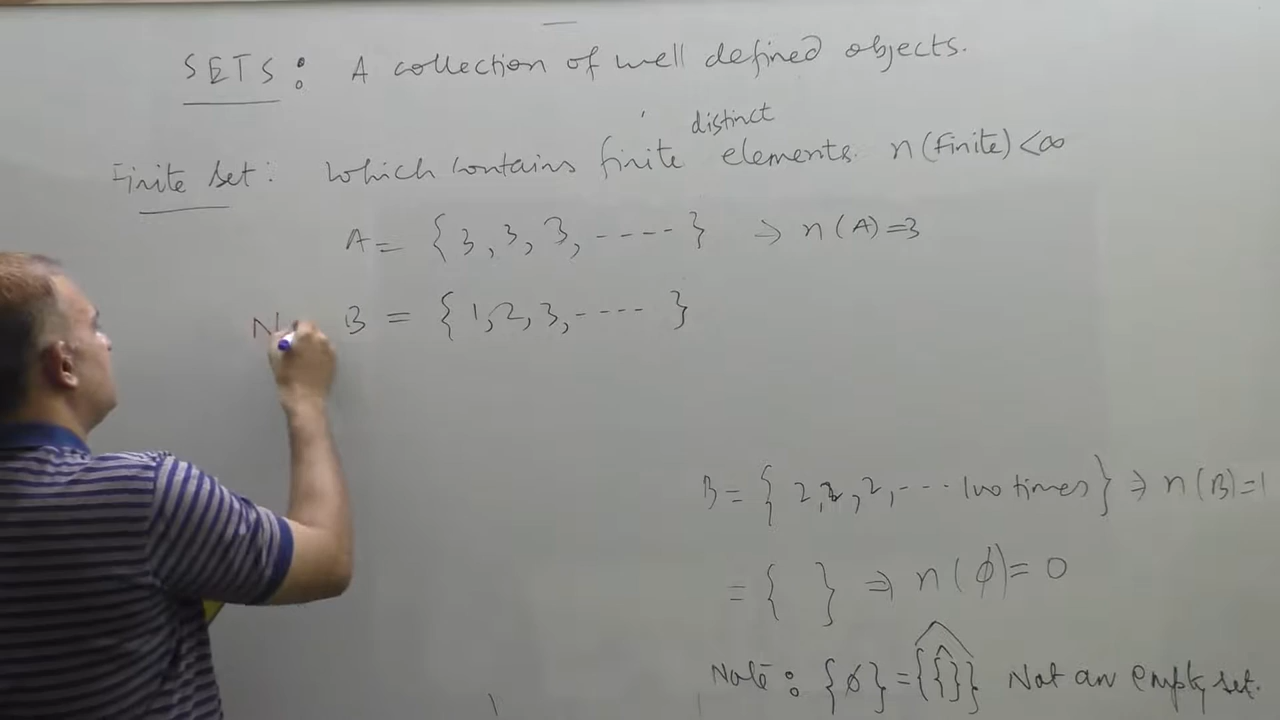 SETS: A collection of well defined objects.
distinct
Finite set: Which contains finite elements. n(Finite)<∞
A = {3, 3, 3, ----} → n(A)=3
N B = {1, 2, 3, ---- }
B = { 2, 2, 2, --- 100 times} ⇒ n(B)=1
= { } ⇒ n(ϕ)= 0
Note: {ϕ} = {{}} Not an empty set.